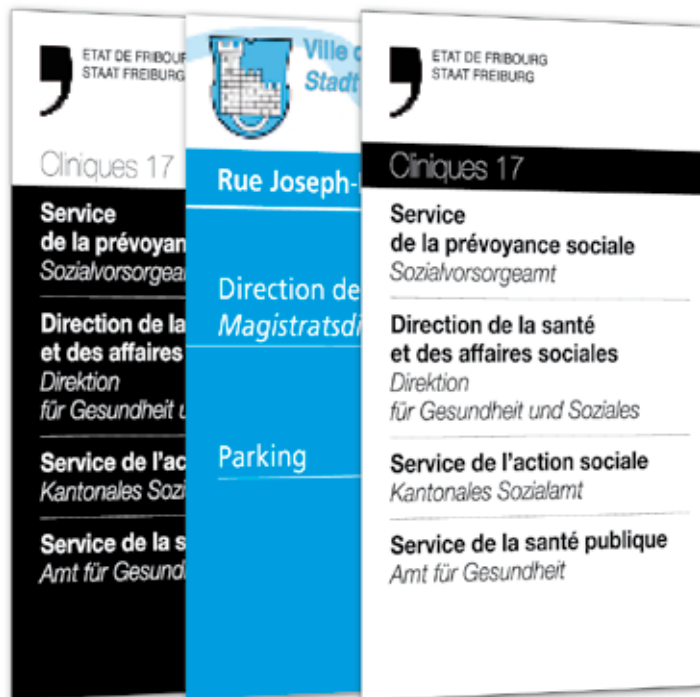 ETAT DE FRIBOUR
STAAT FREIBURG
Cliniques 17
Service
de la prévoyan
Sozialvorsorgea
Direction de la
et des affaires
Direktion
für Gesundheit u
Service de l'ac
Kantonales Sozi
Service de la s
Amt für Gesund
Ville d
Stadt
Rue Joseph-
Direction de
Magistratsdi
Parking
ETAT DE FRIBOURG
STAAT FREIBURG
Cliniques 17
Service
de la prévoyance sociale
Sozialvorsorgeamt
Direction de la santé
et des affaires sociales
Direktion
für Gesundheit und Soziales
Service de l'action sociale
Kantonales Sozialamt
Service de la santé publique
Amt für Gesundheit